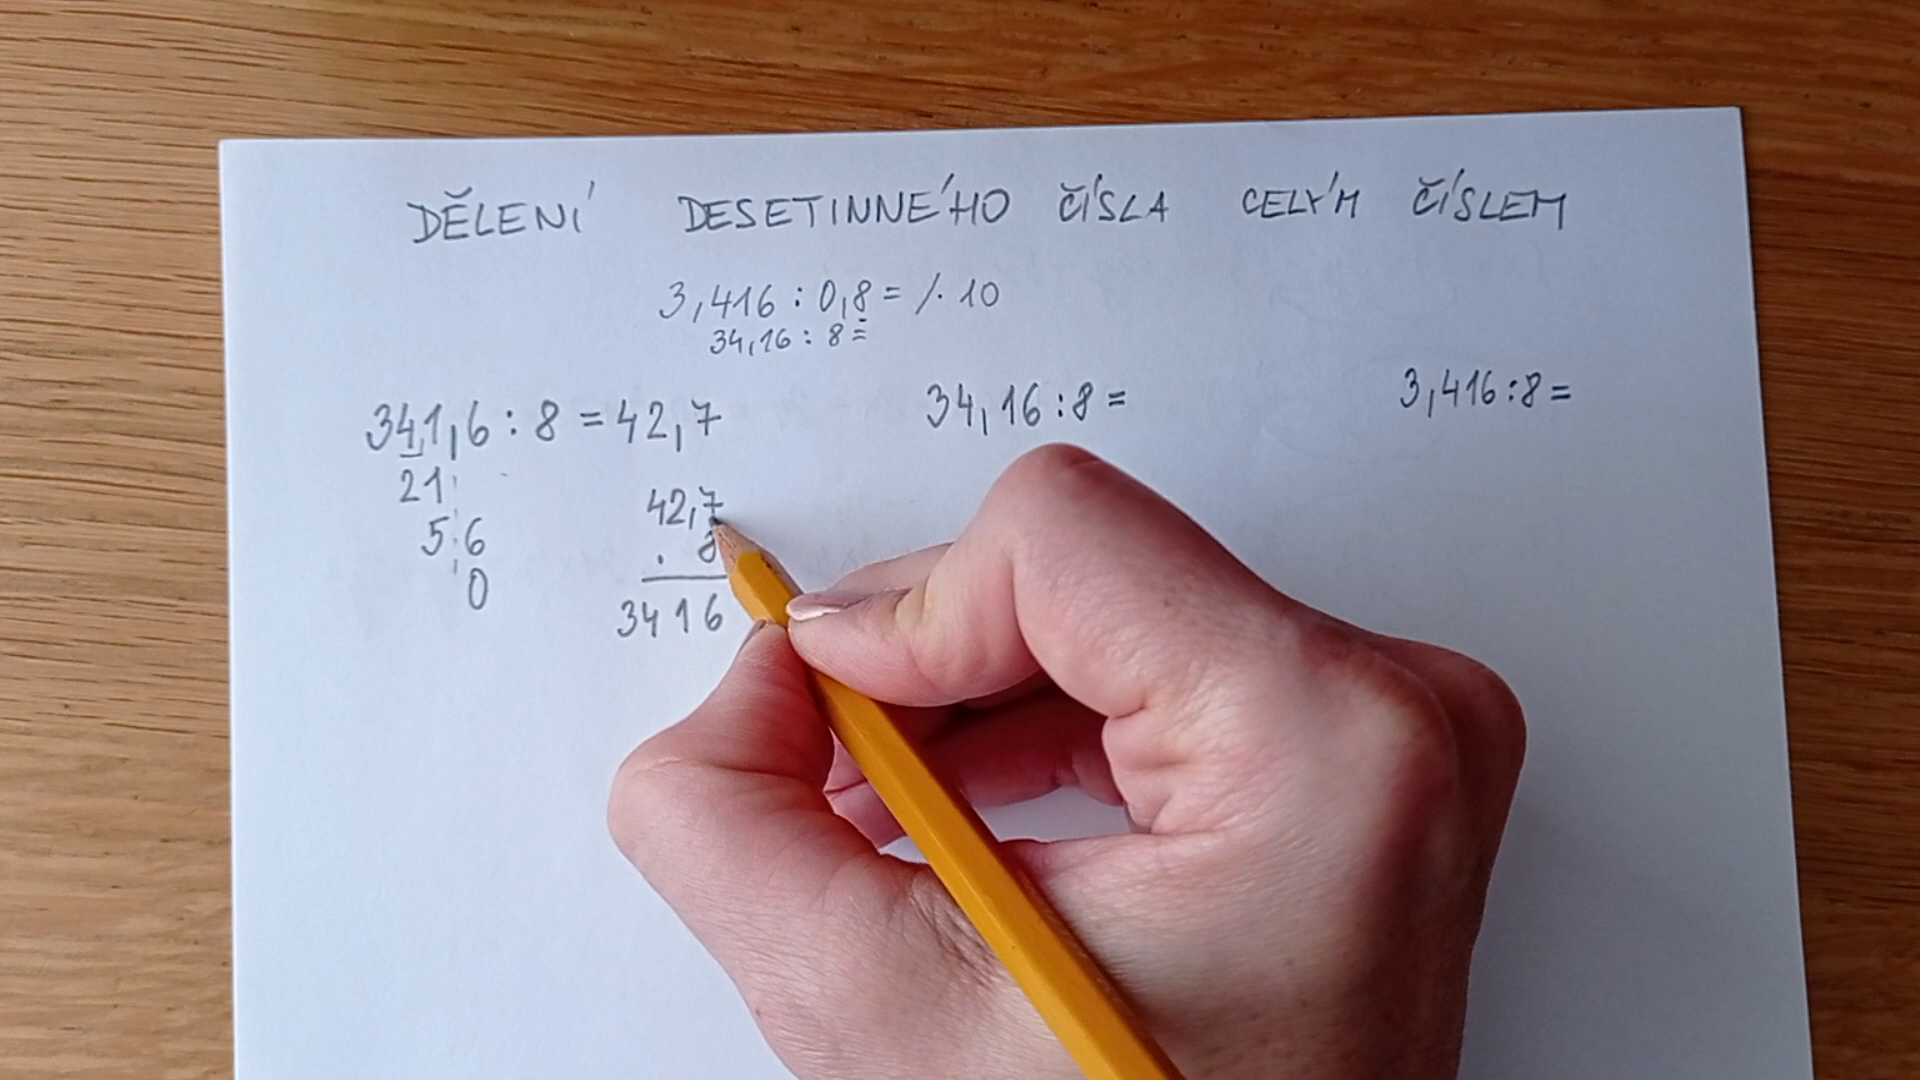 DĚLENÍ DESETINNÉHO ČÍSLA CELÝM ČÍSLEM
3,416 : 0,8 = /· 10
34,16 : 8 =
341,6 : 8 = 42,7
21
5 6
0
42,7
· 8
3416
34,16 : 8 =
3,416 : 8 =